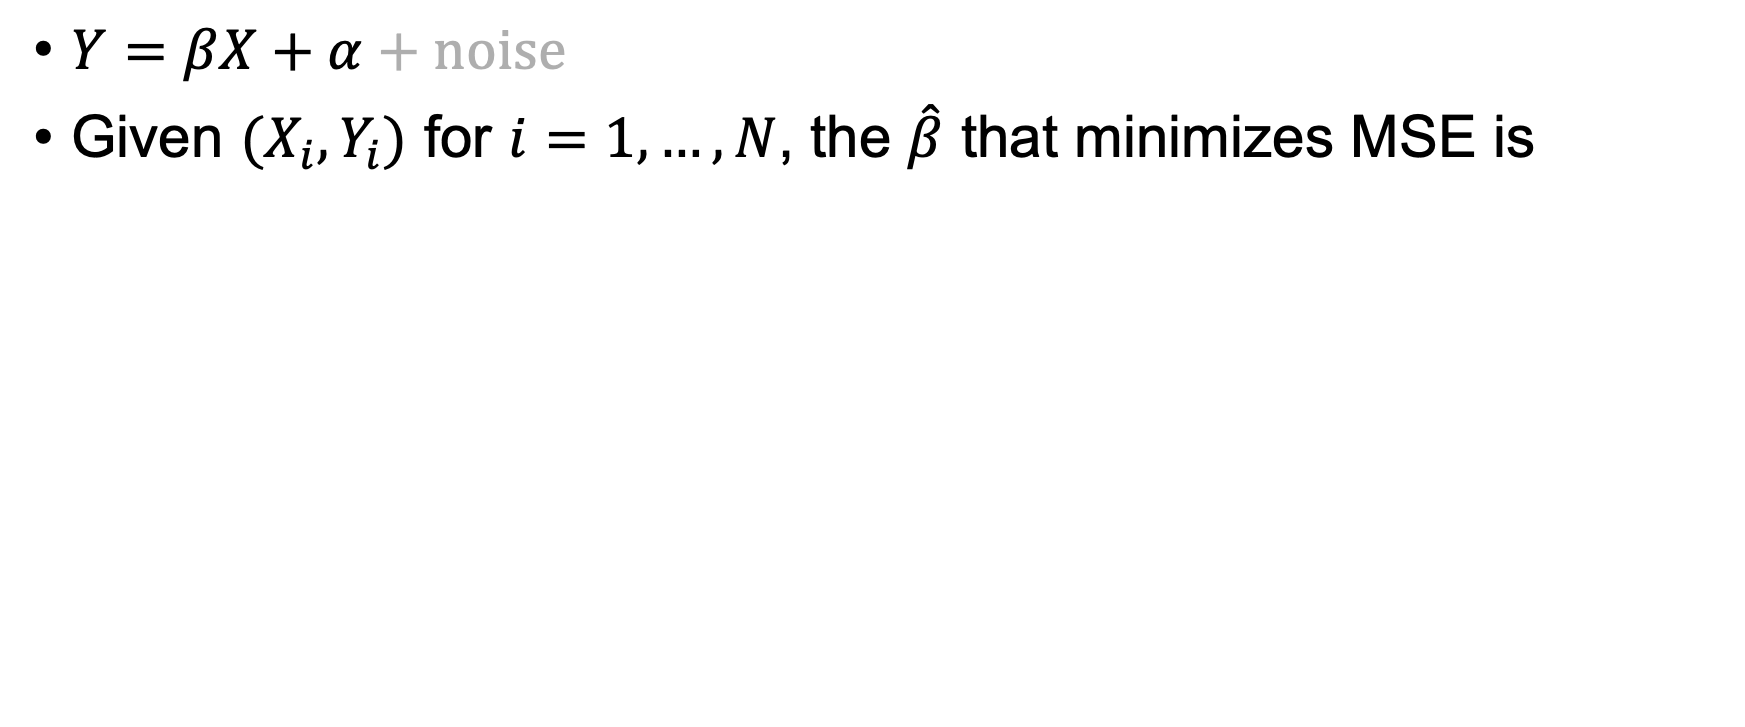 • Y = βX + α + noise
• Given (Xᵢ, Yᵢ) for i = 1, … , N, the β̂ that minimizes MSE is